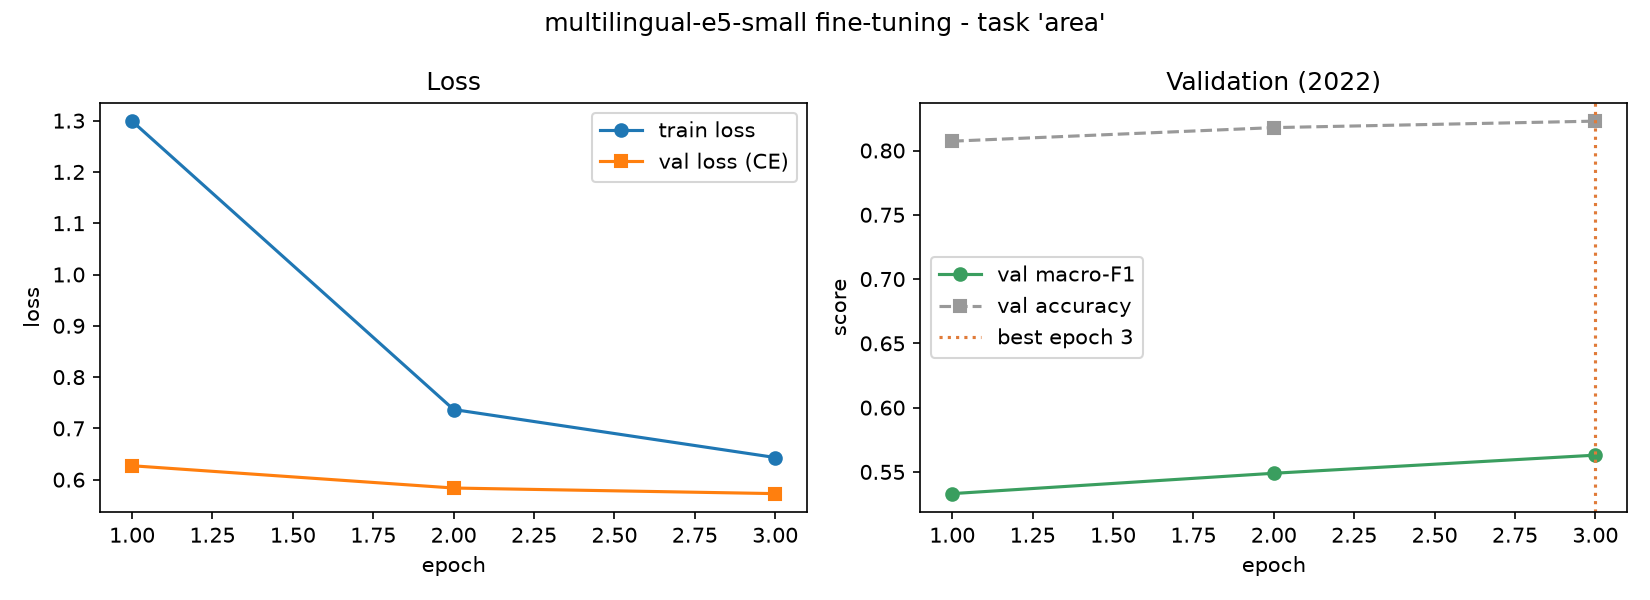 multilingual-e5-small fine-tuning - task 'area'
Loss
1.3
1.2
1.1
1.0
0.9
0.8
0.7
0.6
loss
train loss
val loss (CE)
1.00 1.25 1.50 1.75 2.00 2.25 2.50 2.75 3.00
epoch
Validation (2022)
0.80
0.75
0.70
0.65
0.60
0.55
score
val macro-F1
val accuracy
best epoch 3
1.00 1.25 1.50 1.75 2.00 2.25 2.50 2.75 3.00
epoch